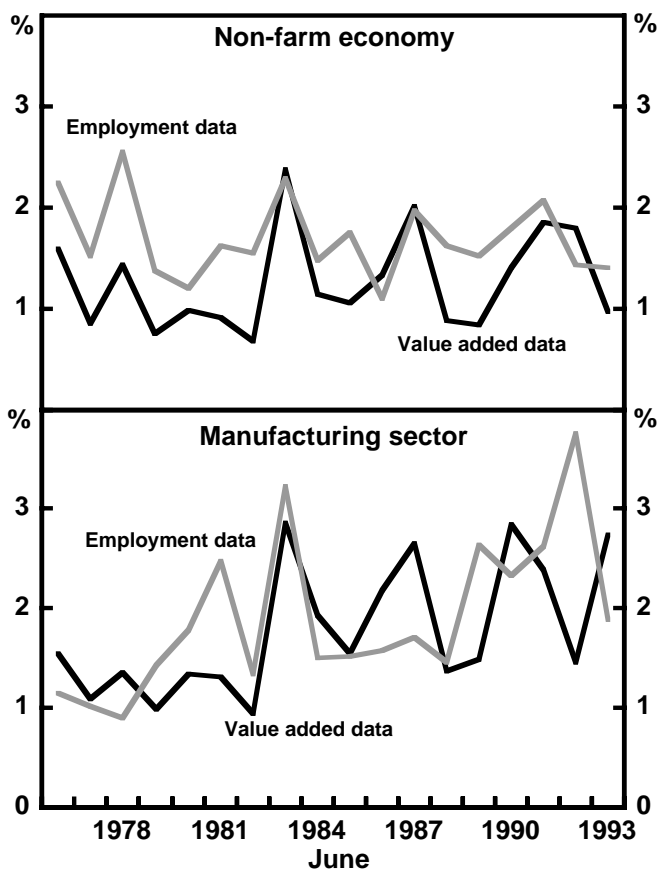 % %
Non-farm economy
3 3
Employment data
2 2
1 1
Value added data
% %
Manufacturing sector
3 3
Employment data
2 2
1 1
Value added data
0 0
1978 1981 1984 1987 1990 1993
June